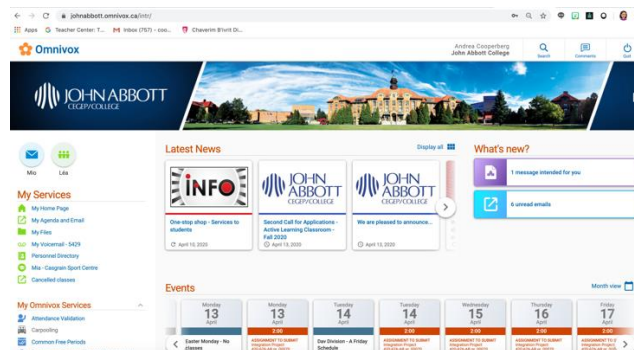 johnabbott.omnivox.ca/intr/
Apps
Teacher Center: T...
Inbox (797) - coo...
Chaverim B'ivrit Di...
Omnivox
Andrea Cooperberg
John Abbott College
Search
Comments
Quit
JOHN ABBOTT
CEGEP/COLLEGE
Mio
Léa
My Services
My Home Page
My Agenda and Email
My Files
My Voicemail - 5429
Personnel Directory
Mia - Casgrain Sport Centre
Cancelled classes
My Omnivox Services
Attendance Validation
Carpooling
Common Free Periods
Latest News
Display all
INFO
One-stop shop - Services to
students
April 13, 2020
JOHN
ABBOTT
CEGEP/COLLEGE
Second Call for Applications -
Active Learning Classroom -
Fall 2020
April 13, 2020
JOHN
ABBOTT
CEGEP/COLLEGE
We are pleased to announce...
April 13, 2020
What's new?
1 message intended for you
6 unread emails
Events
Month view
Monday
13
April
Easter Monday - No
classes
Monday
13
April
2:00
ASSIGNMENT TO SUBMIT
Integration Project
Tuesday
14
April
Day Division - A Friday
Schedule
Tuesday
14
April
2:00
ASSIGNMENT TO SUBMIT
Integration Project
Wednesday
15
April
2:00
ASSIGNMENT TO SUBMIT
Integration Project
Thursday
16
April
2:00
ASSIGNMENT TO SUBMIT
Integration Project
Friday
17
April
2:00
ASSIGNMENT TO S
Integration Project